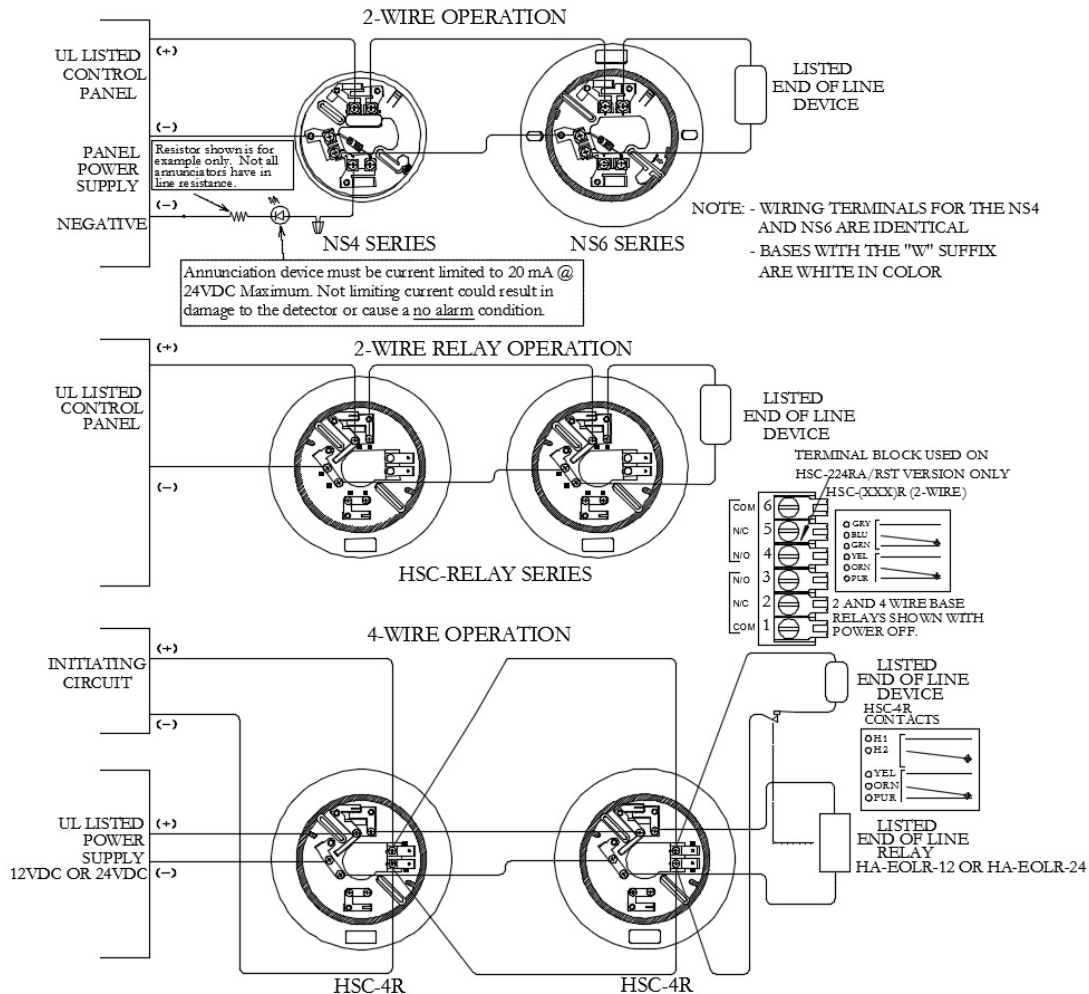 2-WIRE OPERATION
UL LISTED
CONTROL
PANEL
(+)
(-)
PANEL
POWER
SUPPLY
(-)
NEGATIVE
Resistor shown is for
example only. Not all
annunciators have in
line resistance.
NS4 SERIES
NS6 SERIES
LISTED
END OF LINE
DEVICE
NOTE: - WIRING TERMINALS FOR THE NS4
AND NS6 ARE IDENTICAL
- BASES WITH THE "W" SUFFIX
ARE WHITE IN COLOR
Annunciation device must be current limited to 20 mA @
24VDC Maximum. Not limiting current could result in
damage to the detector or cause a no alarm condition.
2-WIRE RELAY OPERATION
(+)
UL LISTED
CONTROL
PANEL
(-)
HSC-RELAY SERIES
LISTED
END OF LINE
DEVICE
TERMINAL BLOCK USED ON
HSC-224RA/RST VERSION ONLY
HSC-(XXX)R (2-WIRE)
COM 6
N/C 5
N/O 4
N/O 3
N/C 2
COM 1
GRY
BLU
GRN
YEL
ORN
PUR
2 AND 4 WIRE BASE
RELAYS SHOWN WITH
POWER OFF.
4-WIRE OPERATION
(+)
INITIATING
CIRCUIT
(-)
UL LISTED
POWER
SUPPLY
12VDC OR 24VDC
(+)
(-)
HSC-4R
HSC-4R
LISTED
END OF LINE
DEVICE
HSC-4R
CONTACTS
H1
H2
YEL
ORN
PUR
LISTED
END OF LINE
RELAY
HA-EOLR-12 OR HA-EOLR-24